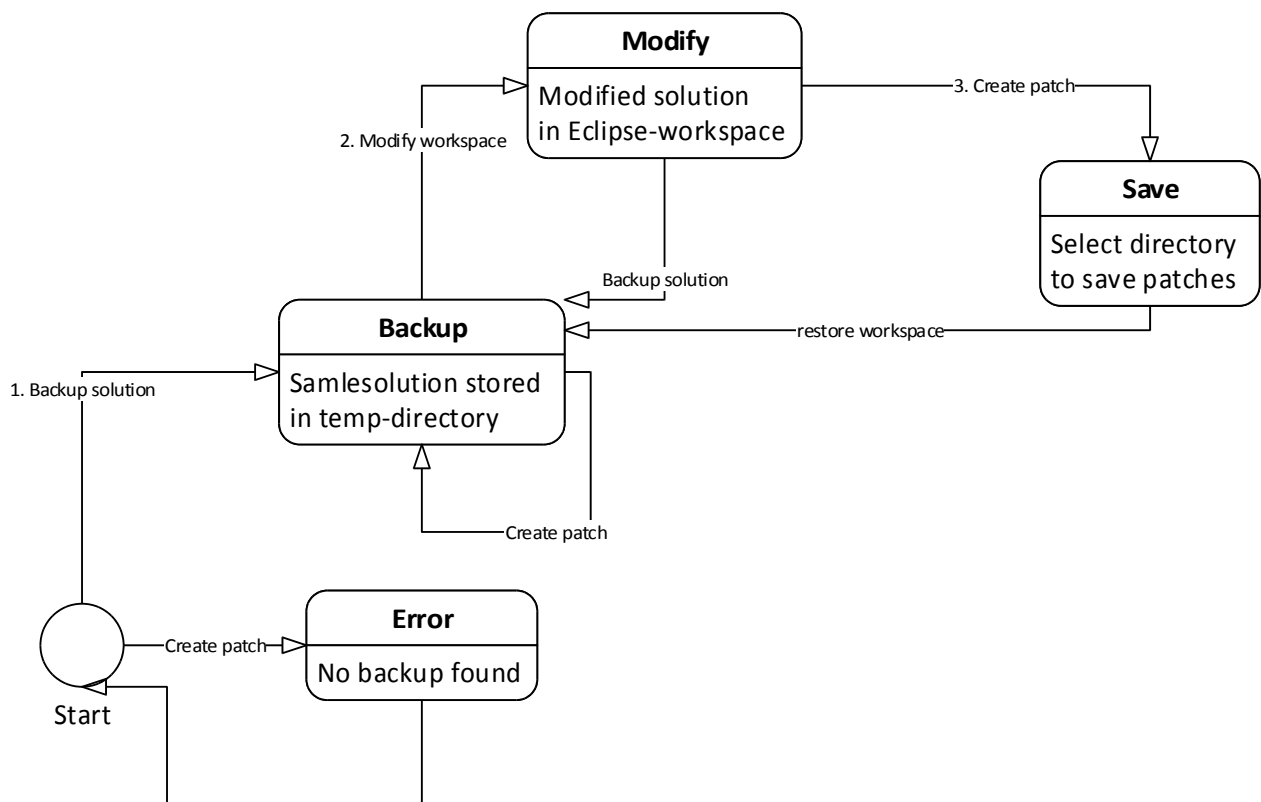 Modify
Modified solution
in Eclipse-workspace
3. Create patch
2. Modify workspace
Save
Select directory
to save patches
Backup solution
Backup
restore workspace
Samlesolution stored
in temp-directory
1. Backup solution
Create patch
Error
Create patch
No backup found
Start